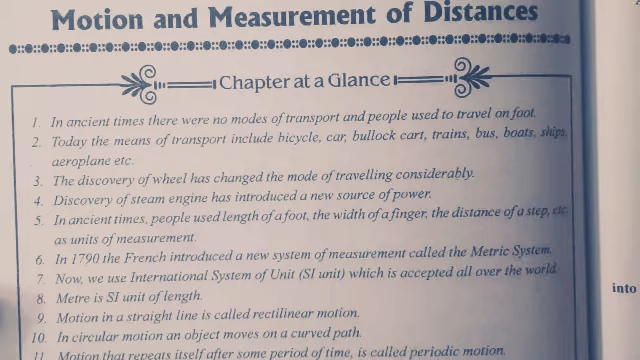 Motion and Measurement of Distances
Chapter at a Glance
1. In ancient times there were no modes of transport and people used to travel on foot.
2. Today the means of transport include bicycle, car, bullock cart, trains, bus, boats, ships,
aeroplane etc.
3. The discovery of wheel has changed the mode of travelling considerably.
4. Discovery of steam engine has introduced a new source of power.
5. In ancient times, people used length of a foot, the width of a finger, the distance of a step, etc.
as units of measurement.
6. In 1790 the French introduced a new system of measurement called the Metric System.
7. Now, we use International System of Unit (SI unit) which is accepted all over the world
8. Metre is SI unit of length.
9. Motion in a straight line is called rectilinear motion.
10. In circular motion an object moves on a curved path.
11. Motion that repeats itself after some period of time, is called periodic motion.
into